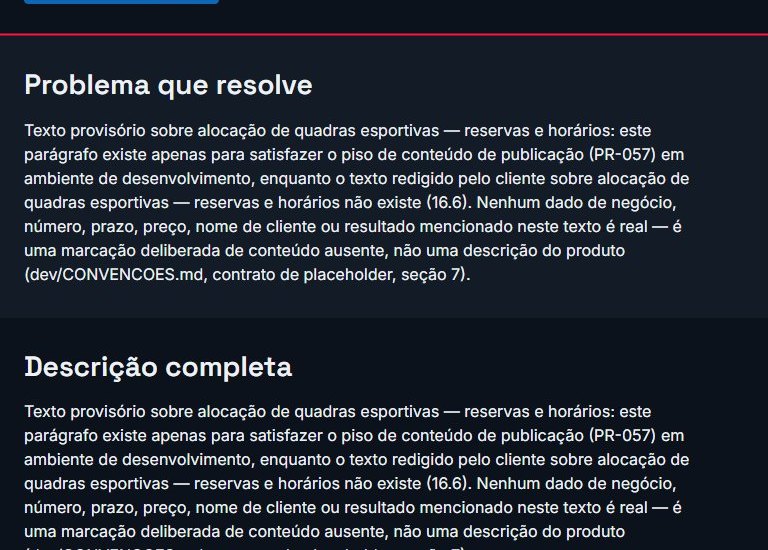 Problema que resolve
Texto provisório sobre alocação de quadras esportivas — reservas e horários: este
parágrafo existe apenas para satisfazer o piso de conteúdo de publicação (PR-057) em
ambiente de desenvolvimento, enquanto o texto redigido pelo cliente sobre alocação de
quadras esportivas — reservas e horários não existe (16.6). Nenhum dado de negócio,
número, prazo, preço, nome de cliente ou resultado mencionado neste texto é real — é
uma marcação deliberada de conteúdo ausente, não uma descrição do produto
(dev/CONVENCOES.md, contrato de placeholder, seção 7).
Descrição completa
Texto provisório sobre alocação de quadras esportivas — reservas e horários: este
parágrafo existe apenas para satisfazer o piso de conteúdo de publicação (PR-057) em
ambiente de desenvolvimento, enquanto o texto redigido pelo cliente sobre alocação de
quadras esportivas — reservas e horários não existe (16.6). Nenhum dado de negócio,
número, prazo, preço, nome de cliente ou resultado mencionado neste texto é real — é
uma marcação deliberada de conteúdo ausente, não uma descrição do produto